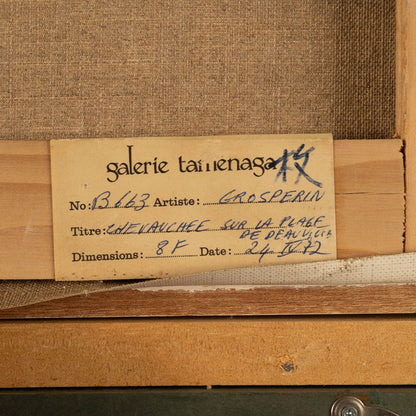 galerie tamenaga 枚
No: B663 Artiste: GROSPERIN
Titre: CHEVAUCHEE SUR LA PLAGE
DE DEAUVILLE
Dimensions: 8F Date: 24 IV 72